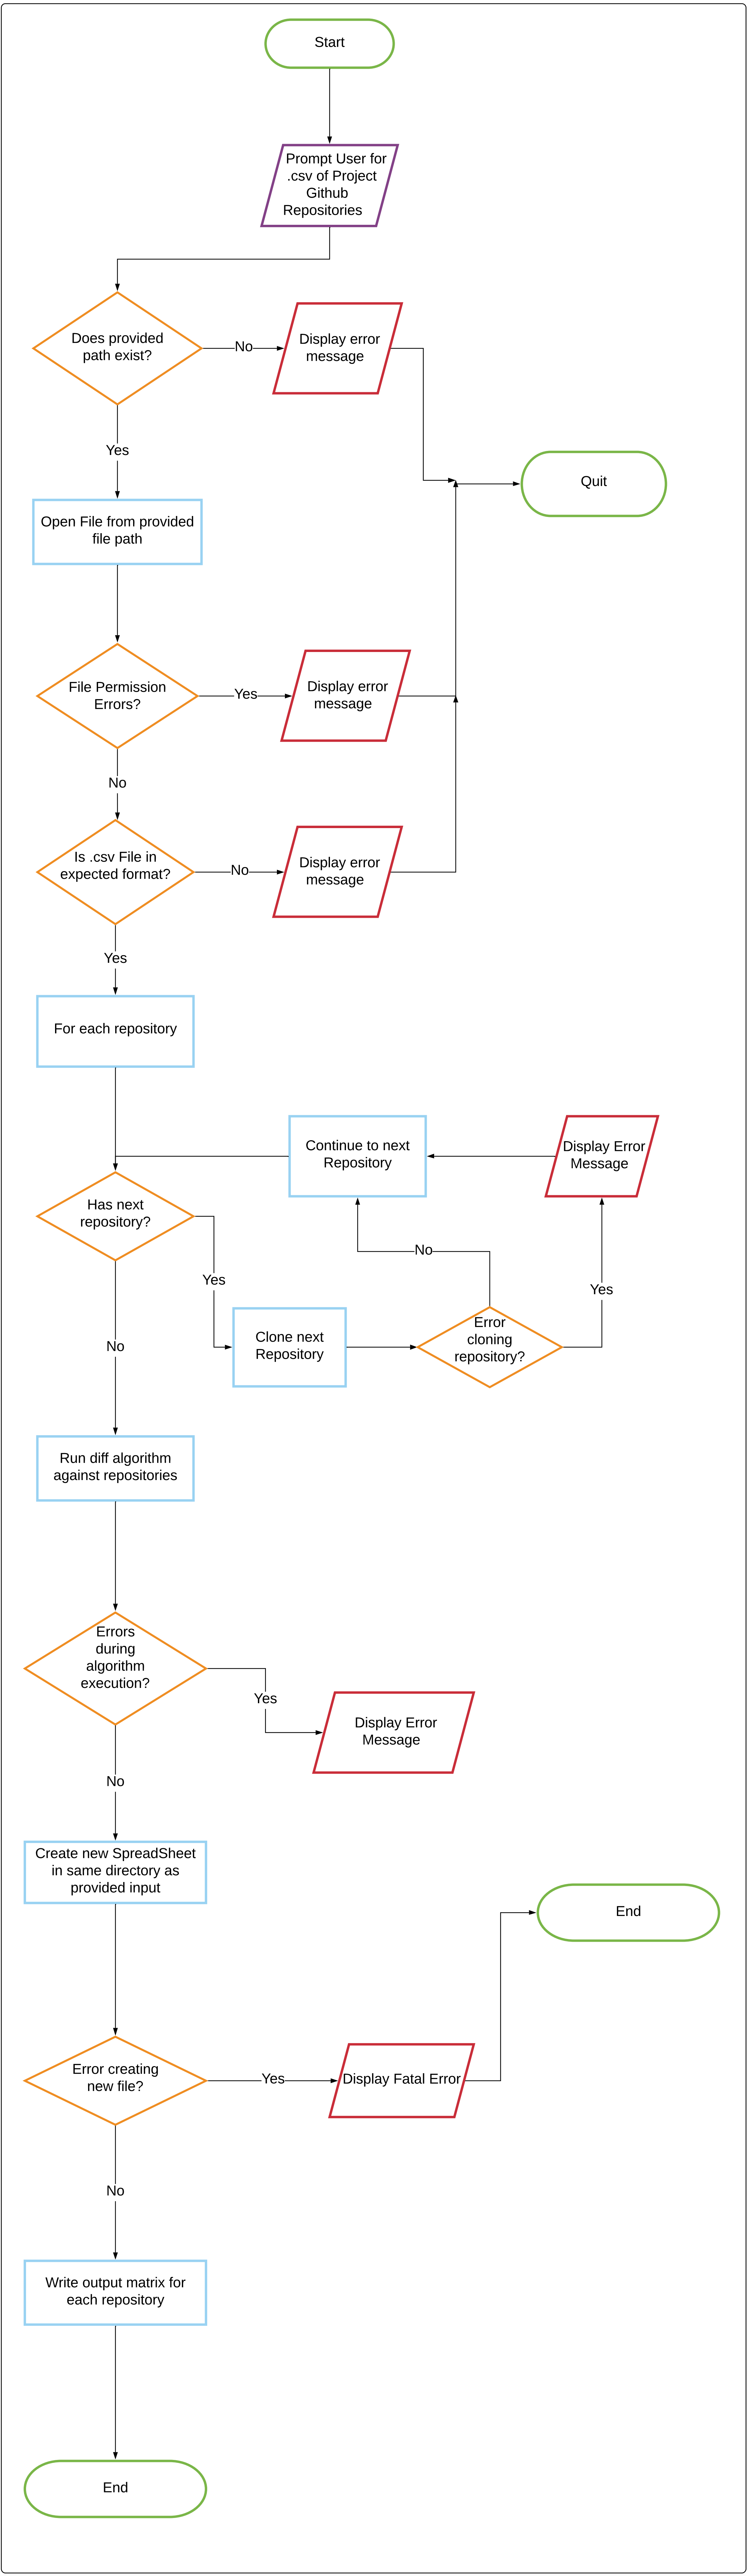 Start
Prompt User for
.csv of Project
Github
Repositories
Does provided
path exist?
No
Display error
message
Yes
Quit
Open File from provided
file path
File Permission
Errors?
Yes
Display error
message
No
Is .csv File in
expected format?
No
Display error
message
Yes
For each repository
Continue to next
Repository
Display Error
Message
Has next
repository?
No
Yes
Yes
Clone next
Repository
Error
cloning
repository?
No
Run diff algorithm
against repositories
Errors
during
algorithm
execution?
Yes
Display Error
Message
No
Create new SpreadSheet
in same directory as
provided input
End
Error creating
new file?
Yes
Display Fatal Error
No
Write output matrix for
each repository
End